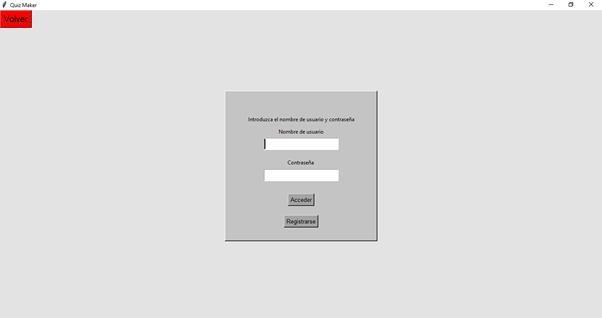 Quiz Maker
Volver
Introduzca el nombre de usuario y contraseña
Nombre de usuario
Contraseña
Acceder
Registrarse